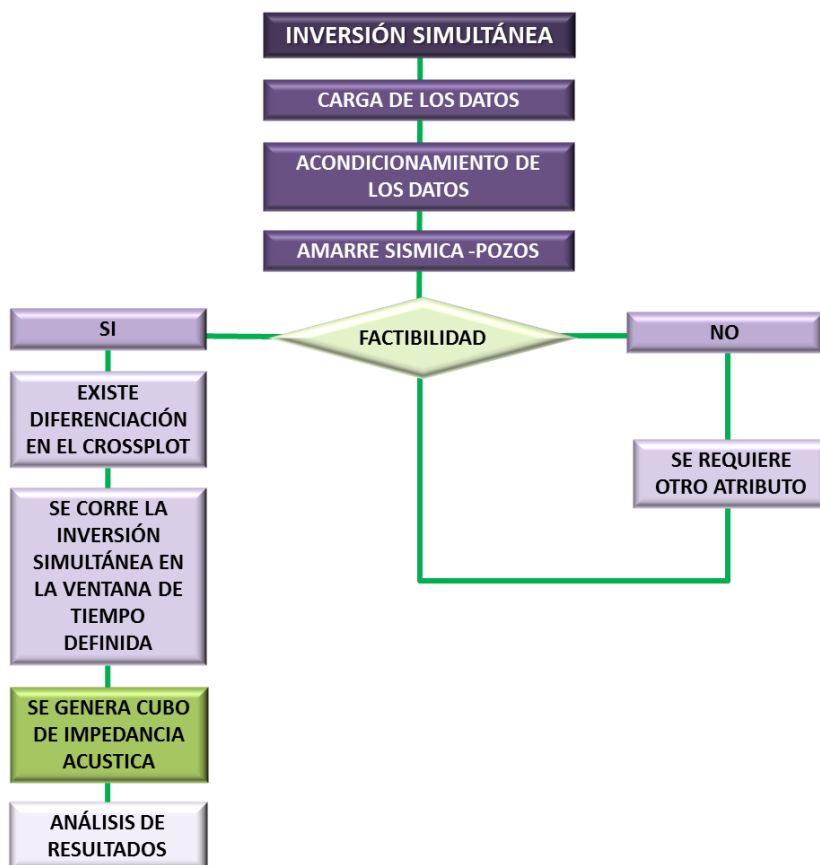 INVERSIÓN SIMULTÁNEA
CARGA DE LOS DATOS
ACONDICIONAMIENTO DE
LOS DATOS
AMARRE SISMICA -POZOS
FACTIBILIDAD
SI
EXISTE
DIFERENCIACIÓN
EN EL CROSSPLOT
SE CORRE LA
INVERSIÓN
SIMULTÁNEA EN
LA VENTANA DE
TIEMPO
DEFINIDA
SE GENERA CUBO
DE IMPEDANCIA
ACUSTICA
ANÁLISIS DE
RESULTADOS
NO
SE REQUIERE
OTRO ATRIBUTO